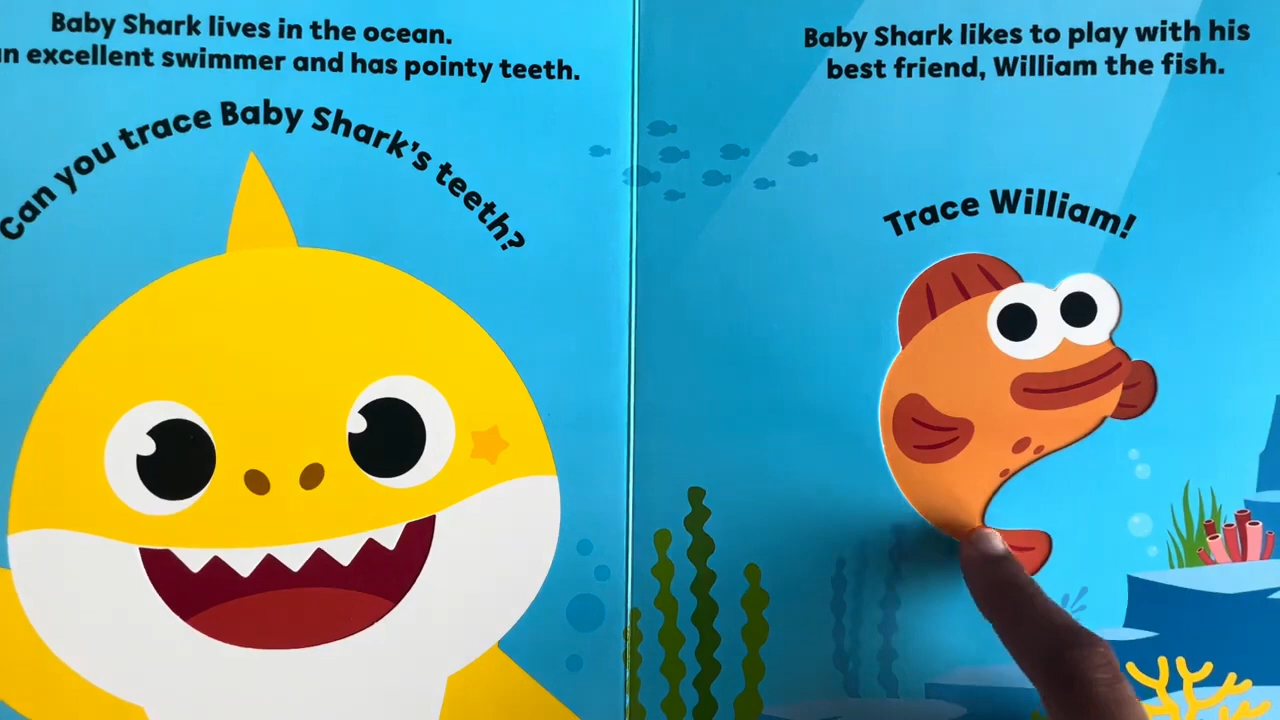 Baby Shark lives in the ocean.
excellent swimmer and has pointy teeth.
Can you trace Baby Shark's teeth?
Baby Shark likes to play with his
best friend, William the fish.
Trace William!